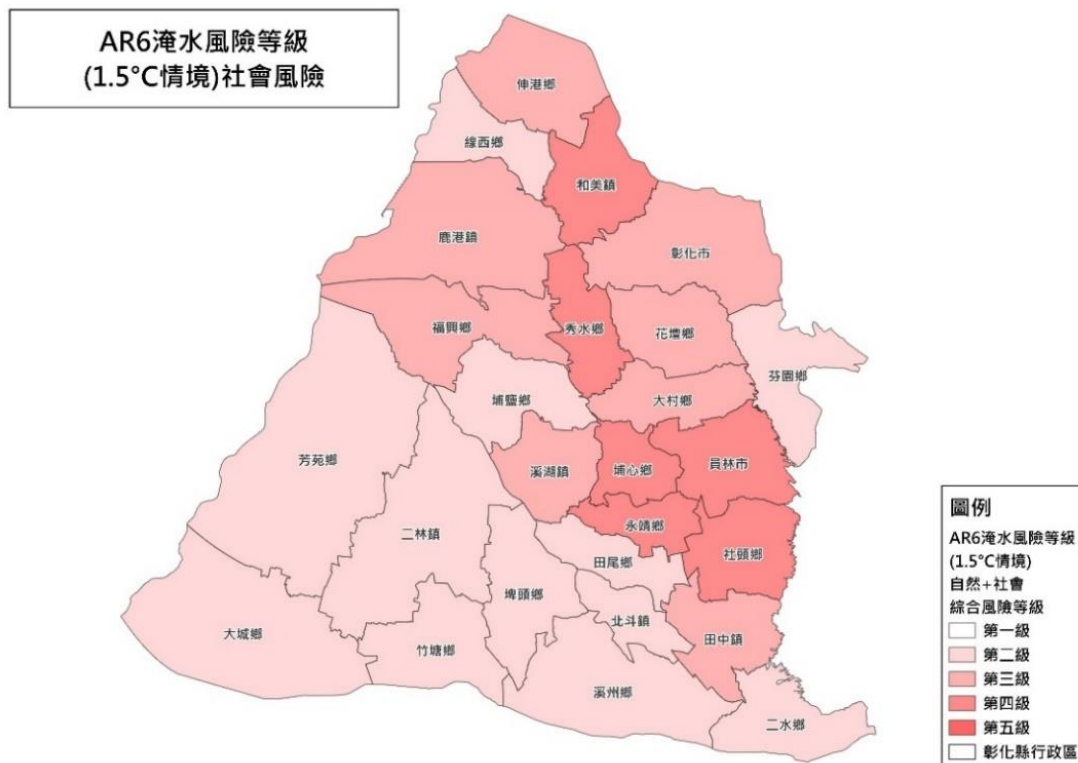 AR6淹水風險等級
(1.5°C情境)社會風險
伸港鄉
線西鄉
和美鎮
鹿港鎮
彰化市
福興鄉
秀水鄉
花壇鄉
芬園鄉
埔鹽鄉
大村鄉
芳苑鄉
溪湖鎮
埔心鄉
員林市
二林鎮
永靖鄉
社頭鄉
田尾鄉
埤頭鄉
北斗鎮
大城鄉
竹塘鄉
田中鎮
溪州鄉
二水鄉
圖例
AR6淹水風險等級
(1.5°C情境)
自然+社會
綜合風險等級
第一級
第二級
第三級
第四級
第五級
彰化縣行政區